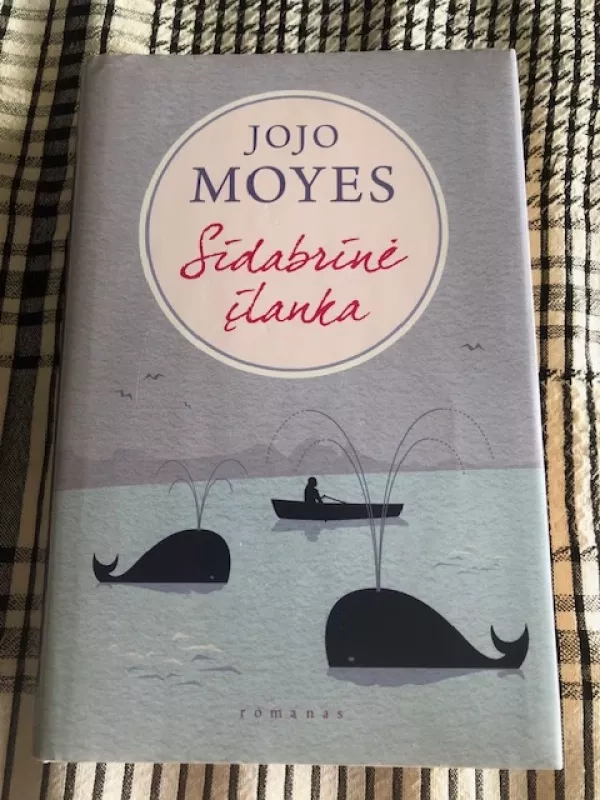 JOJO
MOYES
Sidabrinė
įlanka
romanas